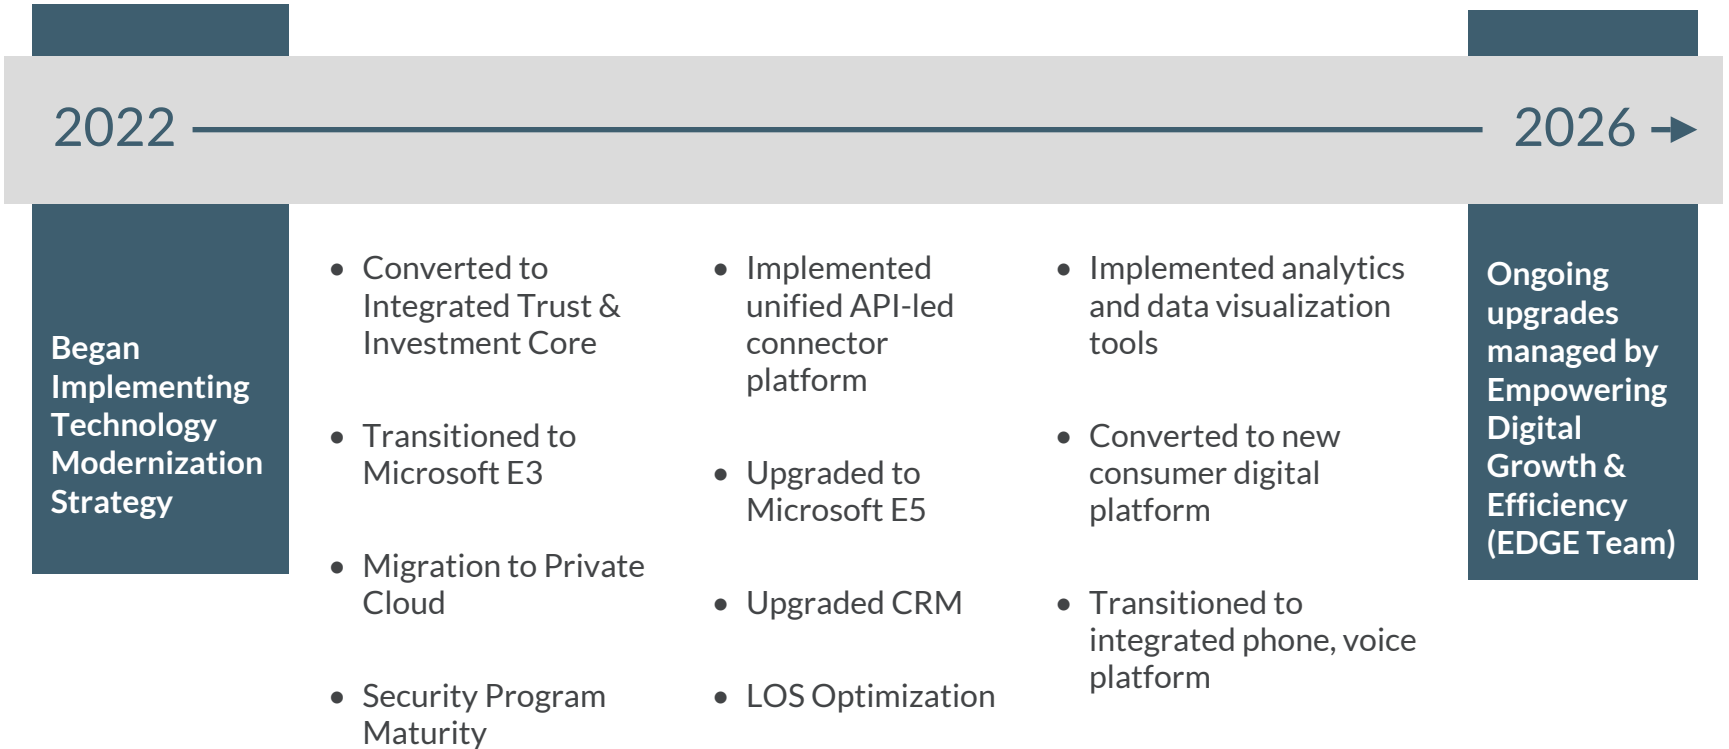 2022
2026
Began
Implementing
Technology
Modernization
Strategy
• Converted to
Integrated Trust &
Investment Core
• Transitioned to
Microsoft E3
• Migration to Private
Cloud
• Security Program
Maturity
• Implemented
unified API-led
connector
platform
• Upgraded to
Microsoft E5
• Upgraded CRM
• LOS Optimization
• Implemented analytics
and data visualization
tools
• Converted to new
consumer digital
platform
• Transitioned to
integrated phone, voice
platform
Ongoing
upgrades
managed by
Empowering
Digital
Growth &
Efficiency
(EDGE Team)